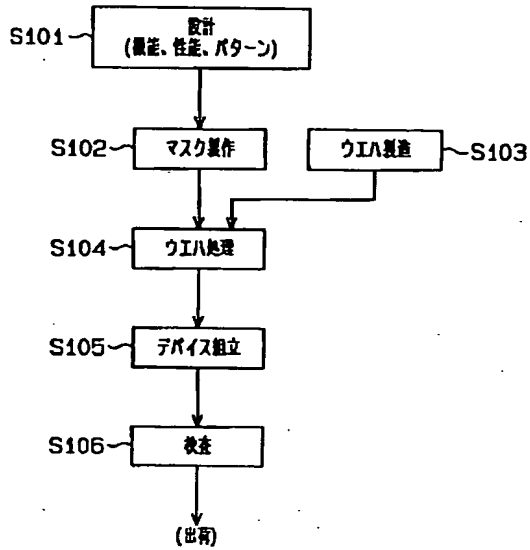 S101
設計
(機能、性能、パターン)
S102
マスク製作
ウエハ製造
S103
S104
ウエハ処理
S105
デバイス組立
S106
検査
(出荷)